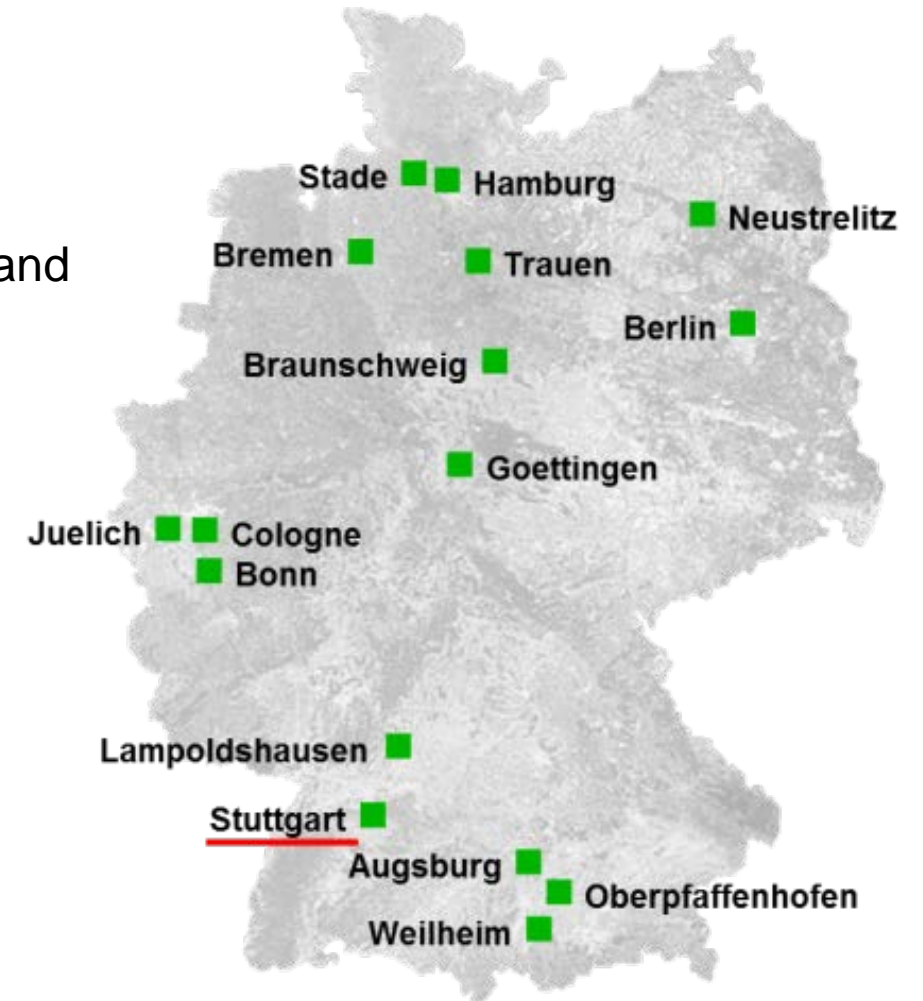 Stade
Hamburg
Neustrelitz
and
Bremen
Trauen
Berlin
Braunschweig
Goettingen
Juelich
Cologne
Bonn
Lampoldshausen
Stuttgart
Augsburg
Oberpfaffenhofen
Weilheim